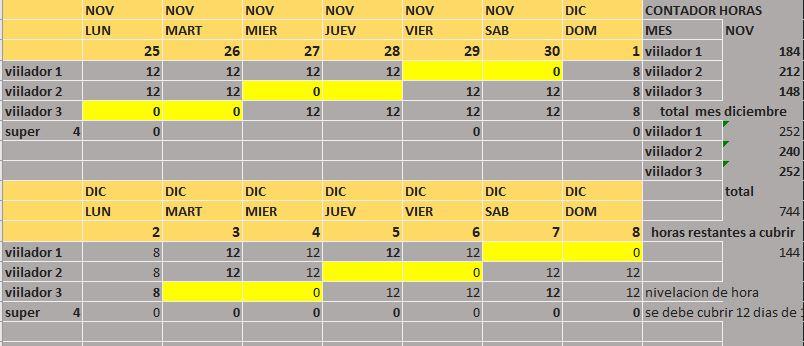 NOV NOV NOV NOV NOV NOV DIC CONTADOR HORAS
LUN MART MIER JUEV VIER SAB DOM MES NOV
25 26 27 28 29 30 1 viilador 1 184
viilador 1 12 12 12 12 0 8 viilador 2 212
viilador 2 12 12 0 12 12 8 viilador 3 148
viilador 3 0 0 12 12 12 12 8 total mes diciembre
super 4 0 0 0 viilador 1 252
viilador 2 240
viilador 3 252
DIC DIC DIC DIC DIC DIC DIC total
LUN MART MIER JUEV VIER SAB DOM 744
2 3 4 5 6 7 8 horas restantes a cubrir
viilador 1 8 12 12 12 12 0 144
viilador 2 8 12 12 0 12 12
viilador 3 8 0 12 12 12 12 nivelacion de hora
super 4 0 0 0 0 0 0 0 se debe cubrir 12 dias de 1